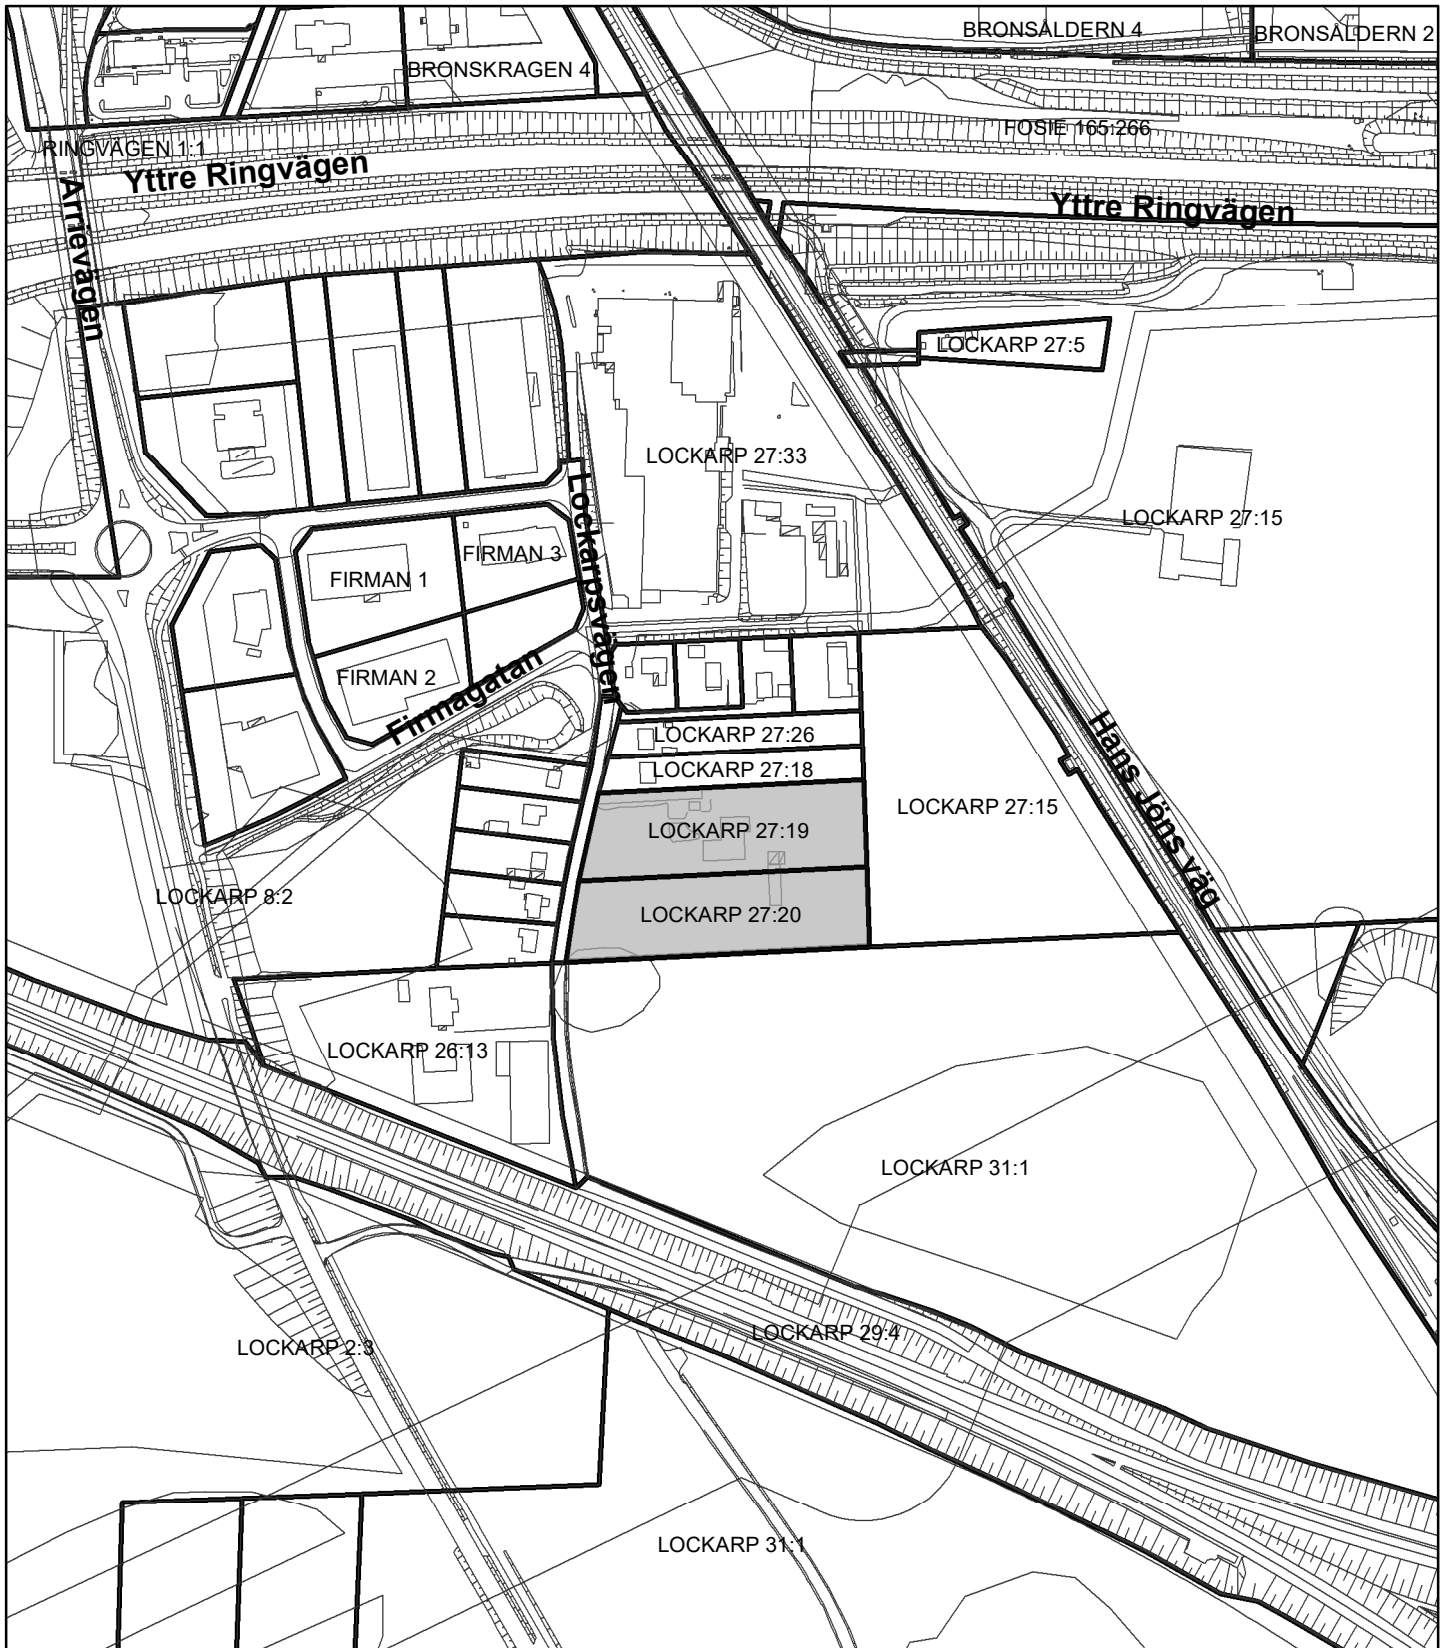 BRONSÅLDERN 4
BRONSÅLDERN 2
BRONSKRAGEN 4
FOSIE 165:266
RINGVÄGEN 1:1
Yttre Ringvägen
Yttre Ringvägen
Arrievägen
LOCKARP 27:5
LOCKARP 27:33
Lockarpsvägen
LOCKARP 27:15
FIRMAN 3
FIRMAN 1
FIRMAN 2
Firmagatan
LOCKARP 27:26
LOCKARP 27:18
Hans Jöns väg
LOCKARP 27:15
LOCKARP 27:19
LOCKARP 8:2
LOCKARP 27:20
LOCKARP 26:13
LOCKARP 31:1
LOCKARP 29:4
LOCKARP 2:3
LOCKARP 31:1